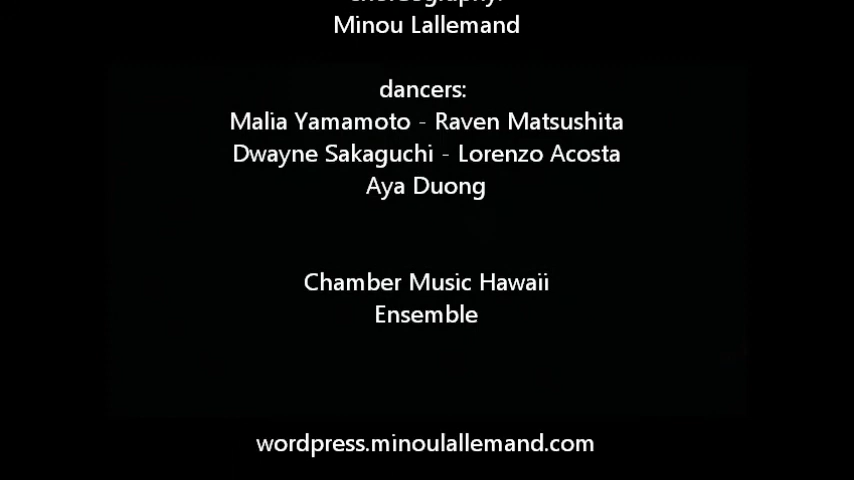 choreography:
Minou Lallemand
dancers:
Malia Yamamoto - Raven Matsushita
Dwayne Sakaguchi - Lorenzo Acosta
Aya Duong
Chamber Music Hawaii
Ensemble
wordpress.minoulallemand.com